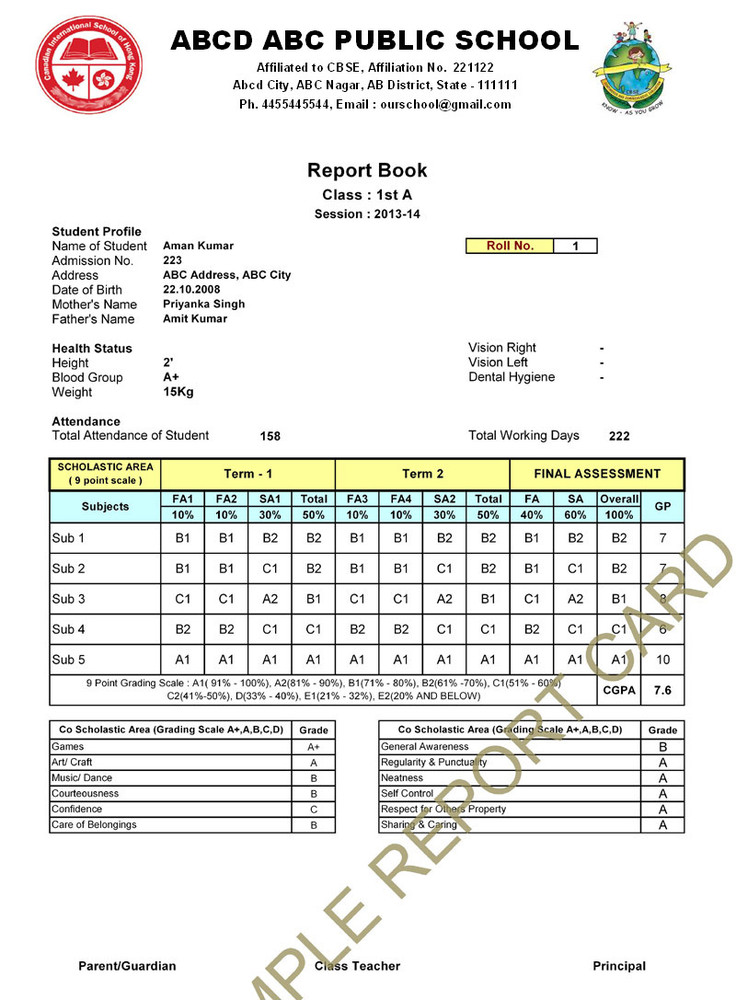 Canadian International School of Hong Kong
ABCD ABC PUBLIC SCHOOL
Affiliated to CBSE, Affiliation No. 221122
Abcd City, ABC Nagar, AB District, State - 111111
Ph. 4455445544, Email : ourschool@gmail.com
CBSE
KNOW - AS YOU GROW
Report Book
Class : 1st A
Session : 2013-14
Student Profile
Name of Student Aman Kumar
Roll No. 1
Admission No. 223
Address ABC Address, ABC City
Date of Birth 22.10.2008
Mother's Name Priyanka Singh
Father's Name Amit Kumar
Health Status
Vision Right -
Height 2'
Vision Left -
Blood Group A+
Dental Hygiene -
Weight 15Kg
Attendance
Total Attendance of Student 158 Total Working Days 222
SCHOLASTIC AREA Term - 1 Term 2 FINAL ASSESSMENT
( 9 point scale )
Subjects FA1 FA2 SA1 Total FA3 FA4 SA2 Total FA SA Overall GP
10% 10% 30% 50% 10% 10% 30% 50% 40% 60% 100%
Sub 1 B1 B1 B2 B2 B1 B1 B2 B2 B1 B2 B2 7
Sub 2 B1 B1 C1 B2 B1 B1 C1 B2 B1 C1 B2 7
Sub 3 C1 C1 A2 B1 C1 C1 A2 B1 C1 A2 B1 8
Sub 4 B2 B2 C1 C1 B2 B2 C1 C1 B2 C1 C1 6
Sub 5 A1 A1 A1 A1 A1 A1 A1 A1 A1 A1 A1 10
9 Point Grading Scale : A1( 91% - 100%), A2(81% - 90%), B1(71% - 80%), B2(61% -70%), C1(51% - 60%)
C2(41%-50%), D(33% - 40%), E1(21% - 32%), E2(20% AND BELOW)
CGPA 7.6
Co Scholastic Area (Grading Scale A+,A,B,C,D) Grade
Games A+
Art/ Craft A
Music/ Dance B
Courteousness B
Confidence C
Care of Belongings B
Co Scholastic Area (Grading Scale A+,A,B,C,D) Grade
General Awareness B
Regularity & Punctuality A
Neatness A
Self Control A
Respect for Others Property A
Sharing & Caring A
MPLE REPORT CARD
Parent/Guardian Class Teacher Principal